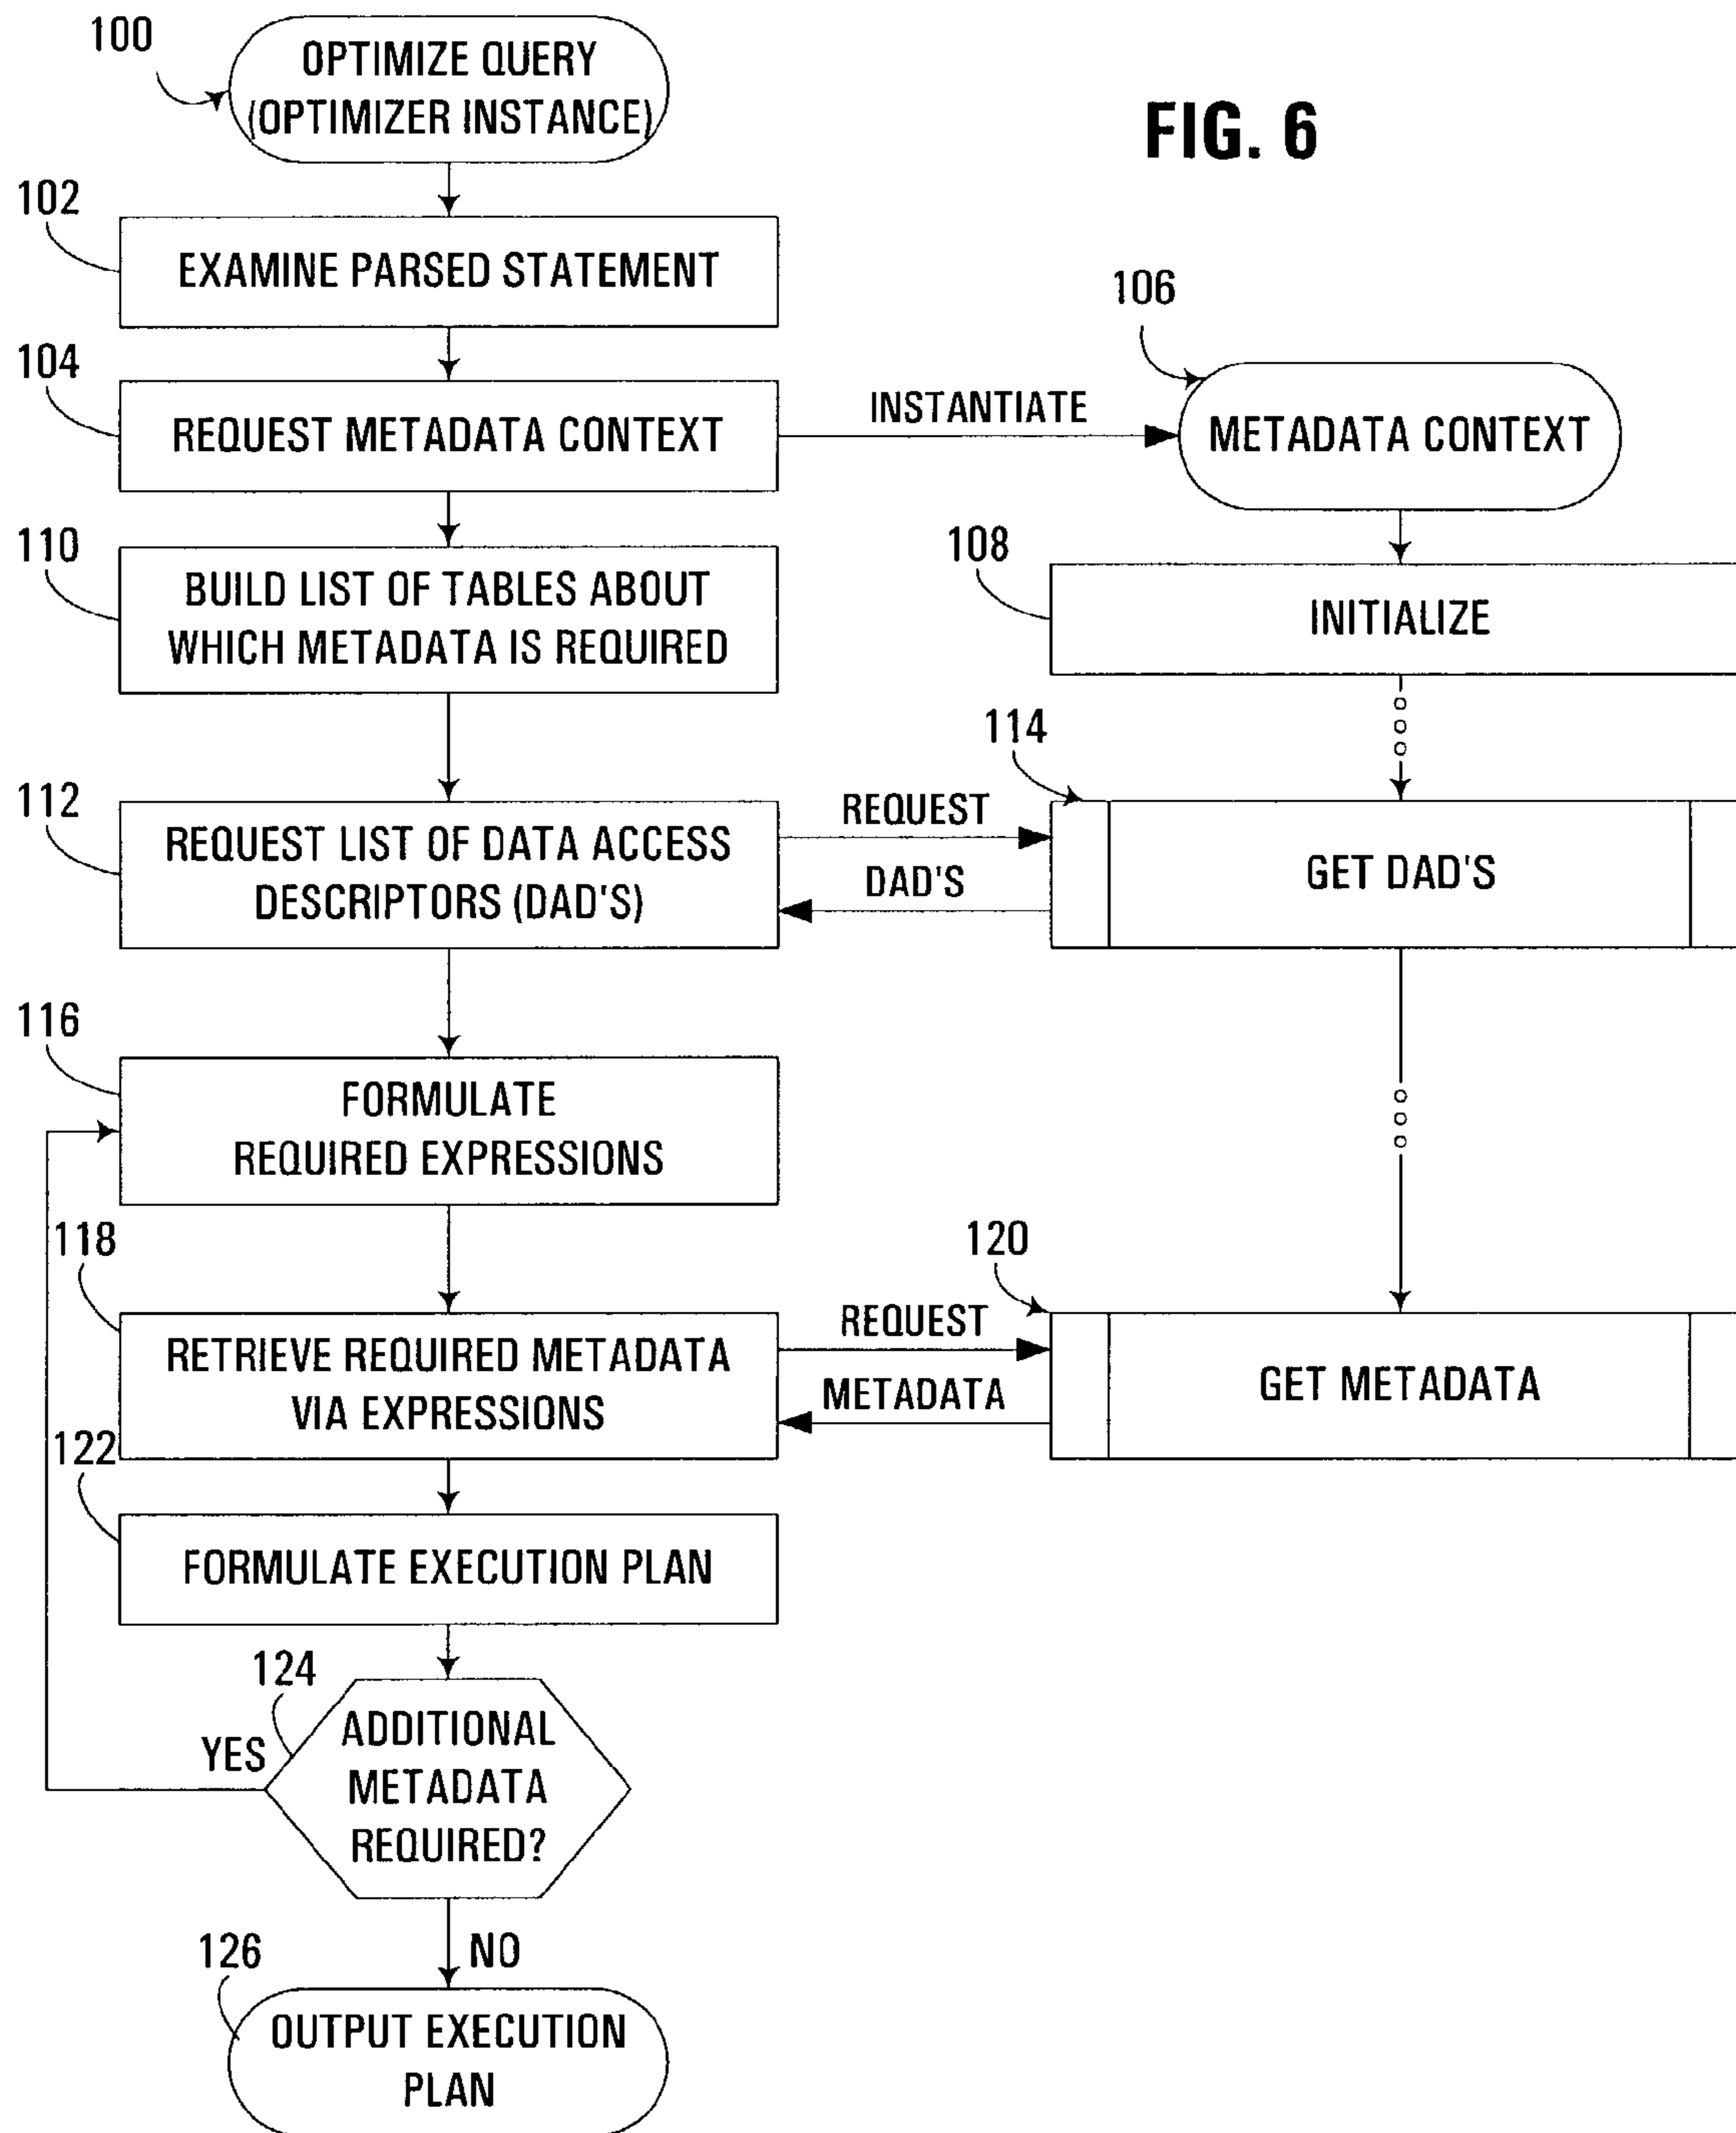 100
OPTIMIZE QUERY
(OPTIMIZER INSTANCE)
FIG. 6
102
EXAMINE PARSED STATEMENT
104
REQUEST METADATA CONTEXT
INSTANTIATE
106
METADATA CONTEXT
110
BUILD LIST OF TABLES ABOUT
WHICH METADATA IS REQUIRED
108
INITIALIZE
112
REQUEST LIST OF DATA ACCESS
DESCRIPTORS (DAD'S)
REQUEST
DAD'S
114
GET DAD'S
116
FORMULATE
REQUIRED EXPRESSIONS
118
RETRIEVE REQUIRED METADATA
VIA EXPRESSIONS
REQUEST
METADATA
120
GET METADATA
122
FORMULATE EXECUTION PLAN
124
ADDITIONAL
METADATA
REQUIRED?
YES
NO
126
OUTPUT EXECUTION
PLAN